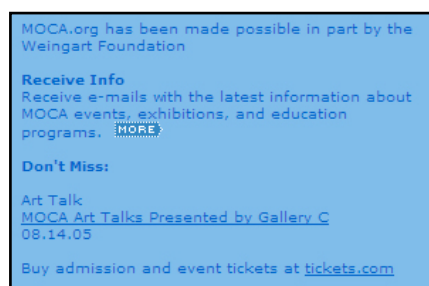 MOCA.org has been made possible in part by the
Weingart Foundation
Receive Info
Receive e-mails with the latest information about
MOCA events, exhibitions, and education
programs. MORE
Don't Miss:
Art Talk
MOCA Art Talks Presented by Gallery C
08.14.05
Buy admission and event tickets at tickets.com